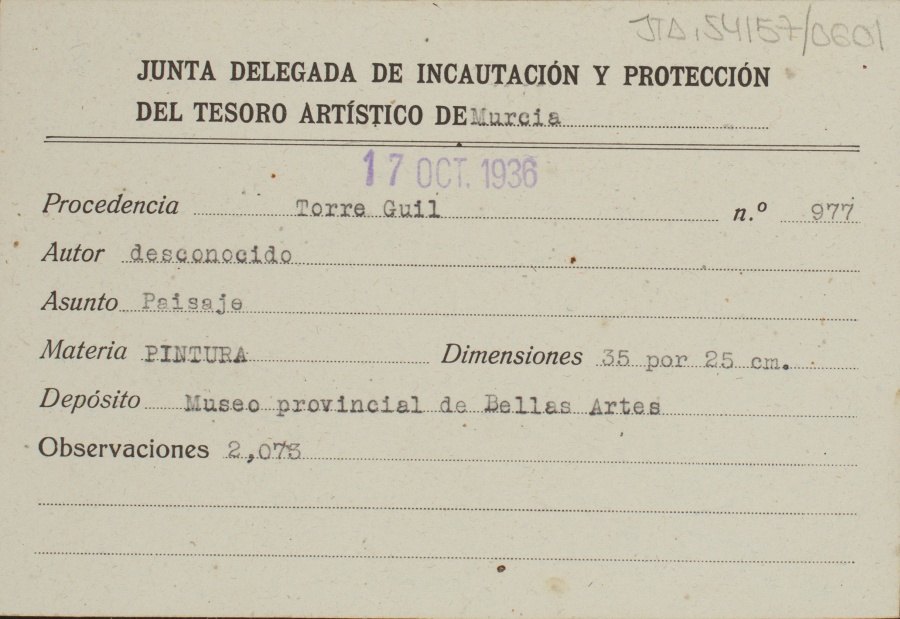 JTA, 54157/0601
JUNTA DELEGADA DE INCAUTACIÓN Y PROTECCIÓN
DEL TESORO ARTÍSTICO DE Murcia
17 OCT. 1936
Procedencia Torre Guil n.º 977
Autor desconocido
Asunto Paisaje
Materia PINTURA Dimensiones 35 por 25 cm.
Depósito Museo provincial de Bellas Artes
Observaciones 2,073